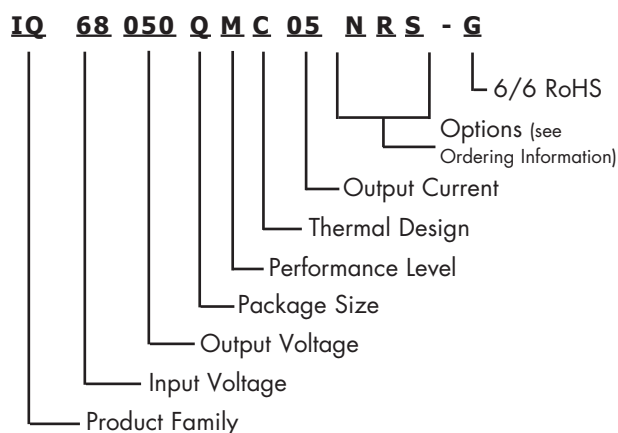 IQ 68 050 Q M C 05 N R S - G
6/6 RoHS
Options (see
Ordering Information)
Output Current
Thermal Design
Performance Level
Package Size
Output Voltage
Input Voltage
Product Family